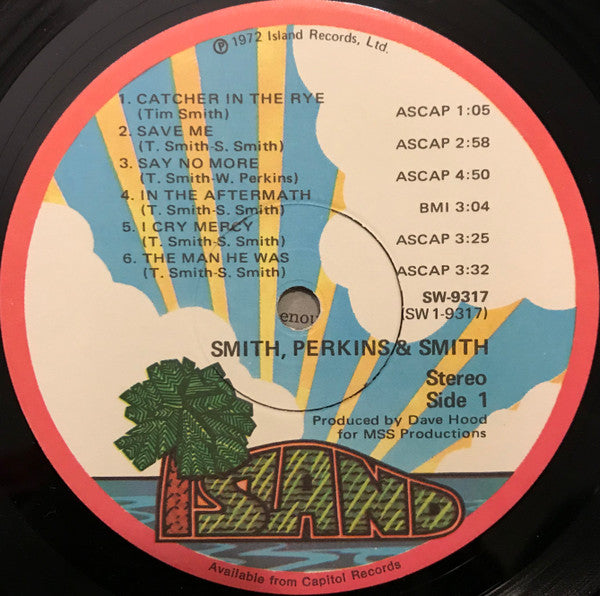 ℗ 1972 Island Records, Ltd.
1. CATCHER IN THE RYE
(Tim Smith) ASCAP 1:05
2. SAVE ME
(T. Smith-S. Smith) ASCAP 2:58
3. SAY NO MORE
(T. Smith-W. Perkins) ASCAP 4:50
4. IN THE AFTERMATH
(T. Smith-S. Smith) BMI 3:04
5. I CRY MERCY
(T. Smith-S. Smith) ASCAP 3:25
6. THE MAN HE WAS
(T. Smith-S. Smith) ASCAP 3:32
SW-9317
(SW1-9317)
SMITH, PERKINS & SMITH
Stereo
Side 1
Produced by Dave Hood
for MSS Productions
ISLAND
Available from Capitol Records